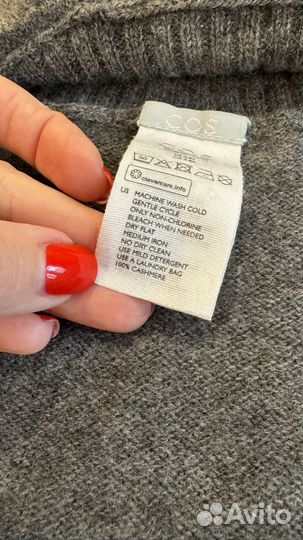 COS
30
clevercare.info
US MACHINE WASH COLD
GENTLE CYCLE
ONLY NON-CHLORINE
BLEACH WHEN NEEDED
DRY FLAT
MEDIUM IRON
NO DRY CLEAN
USE MILD DETERGENT
USE A LAUNDRY BAG
100% CASHMERE
Avito